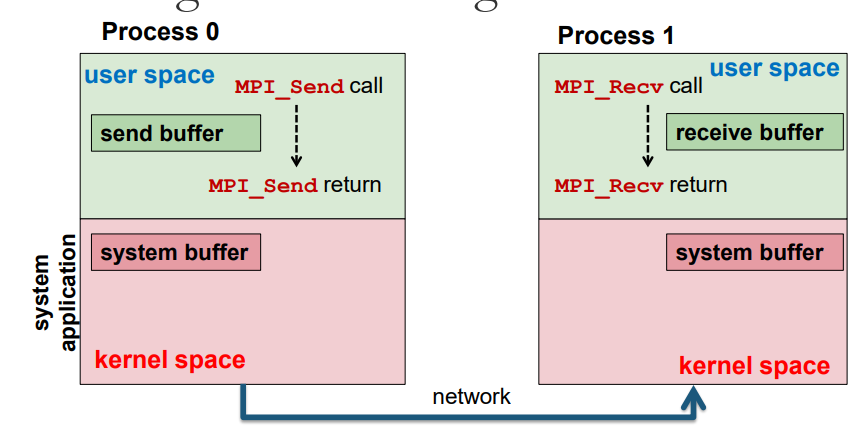 Process 0
Process 1
user space
MPI_Send call
send buffer
MPI_Send return
user space
MPI_Recv call
receive buffer
MPI_Recv return
system buffer
system buffer
system
application
kernel space
kernel space
network